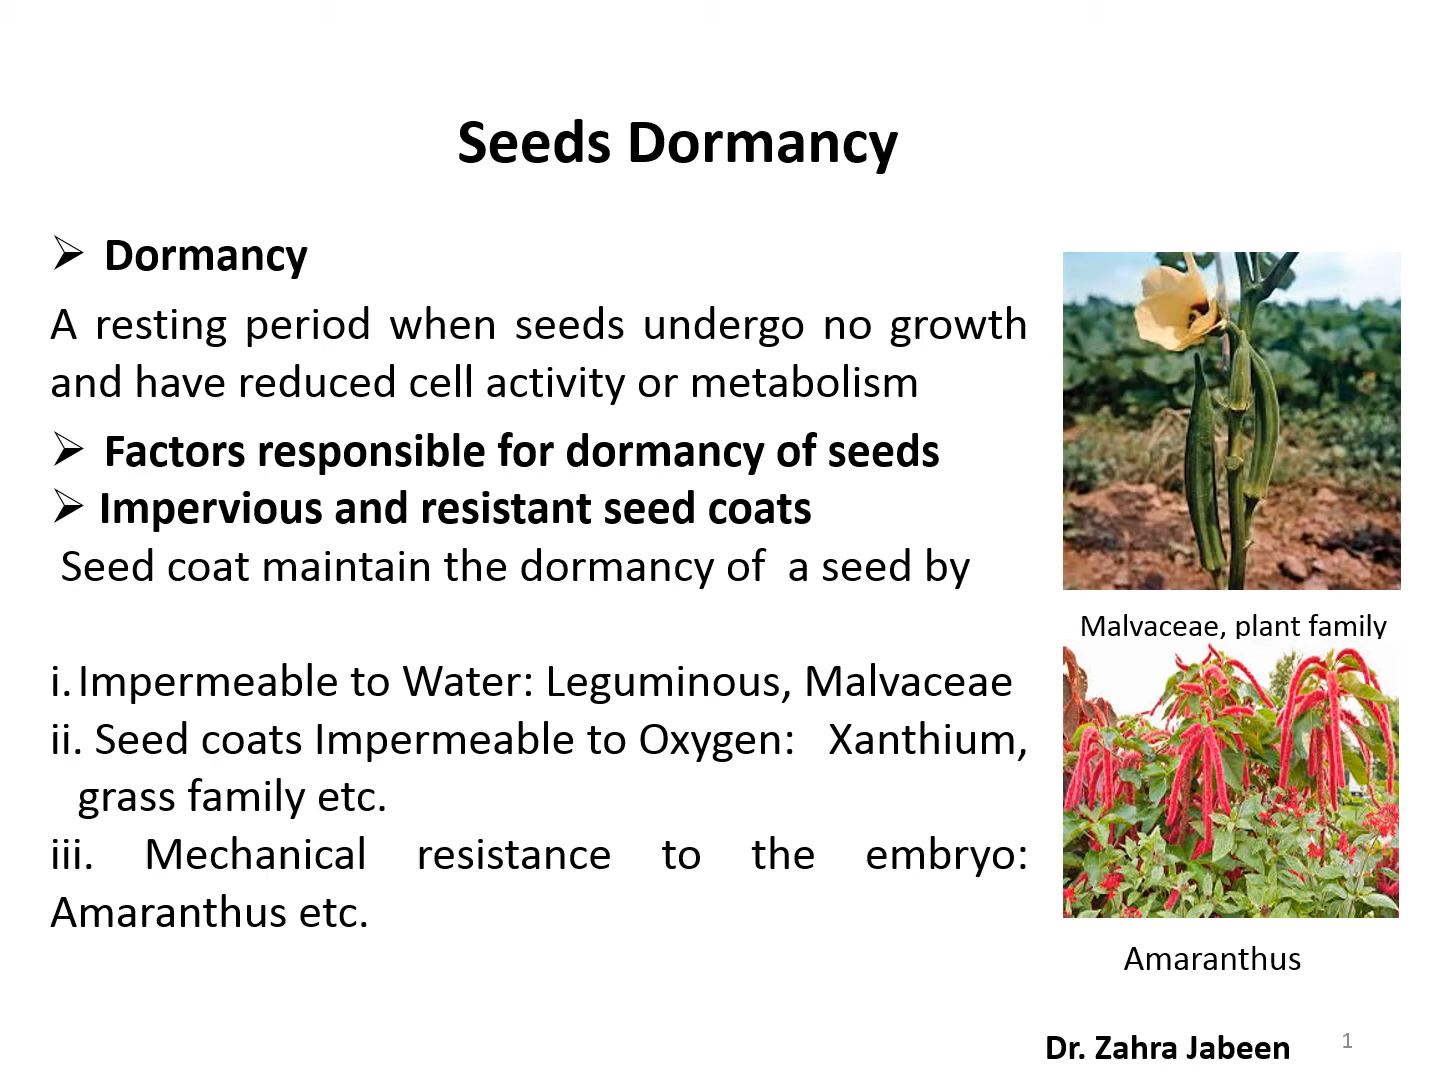 Seeds Dormancy
➢ Dormancy
A resting period when seeds undergo no growth
and have reduced cell activity or metabolism
➢ Factors responsible for dormancy of seeds
➢ Impervious and resistant seed coats
Seed coat maintain the dormancy of a seed by
i. Impermeable to Water: Leguminous, Malvaceae
ii. Seed coats Impermeable to Oxygen: Xanthium,
grass family etc.
iii. Mechanical resistance to the embryo:
Amaranthus etc.
Malvaceae, plant family
Amaranthus
Dr. Zahra Jabeen
1